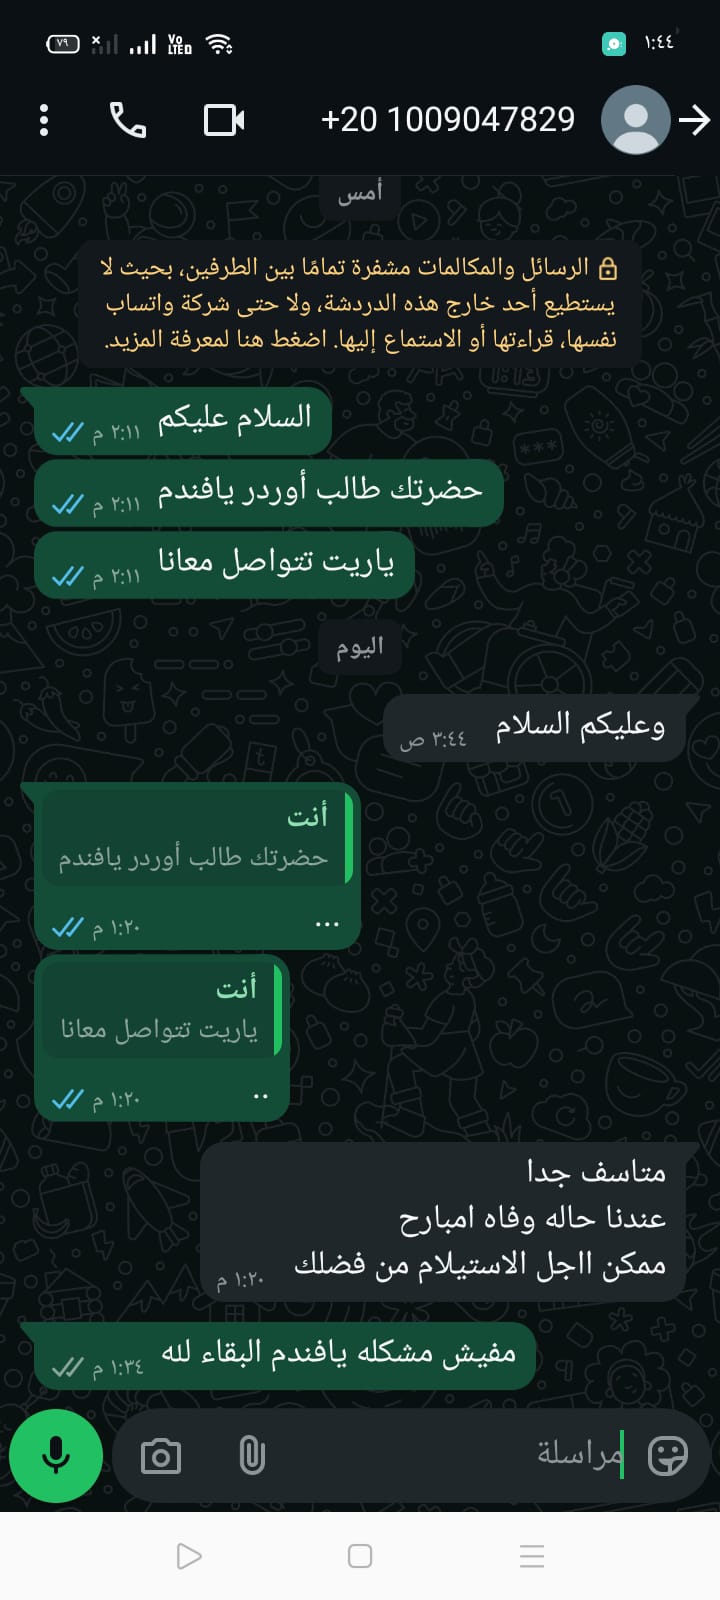 ٧٩
VoLTED
١:٤٤
+20 1009047829
أمس
الرسائل والمكالمات مشفرة تمامًا بين الطرفين، بحيث لا
يستطيع أحد خارج هذه الدردشة، ولا حتى شركة واتساب
نفسها، قراءتها أو الاستماع إليها. اضغط هنا لمعرفة المزيد.
السلام عليكم ٢:١١ م
حضرتك طالب أوردر يافندم ٢:١١ م
ياريت تتواصل معانا ٢:١١ م
اليوم
وعليكم السلام ٣:٤٤ ص
أنت
حضرتك طالب أوردر يافندم
... ١:٢٠ م
أنت
ياريت تتواصل معانا
.. ١:٢٠ م
متاسف جدا
عندنا حاله وفاه امبارح
ممكن ااجل الاستيلام من فضلك ١:٢٠ م
مفيش مشكله يافندم البقاء لله ١:٣٤ م
مراسلة